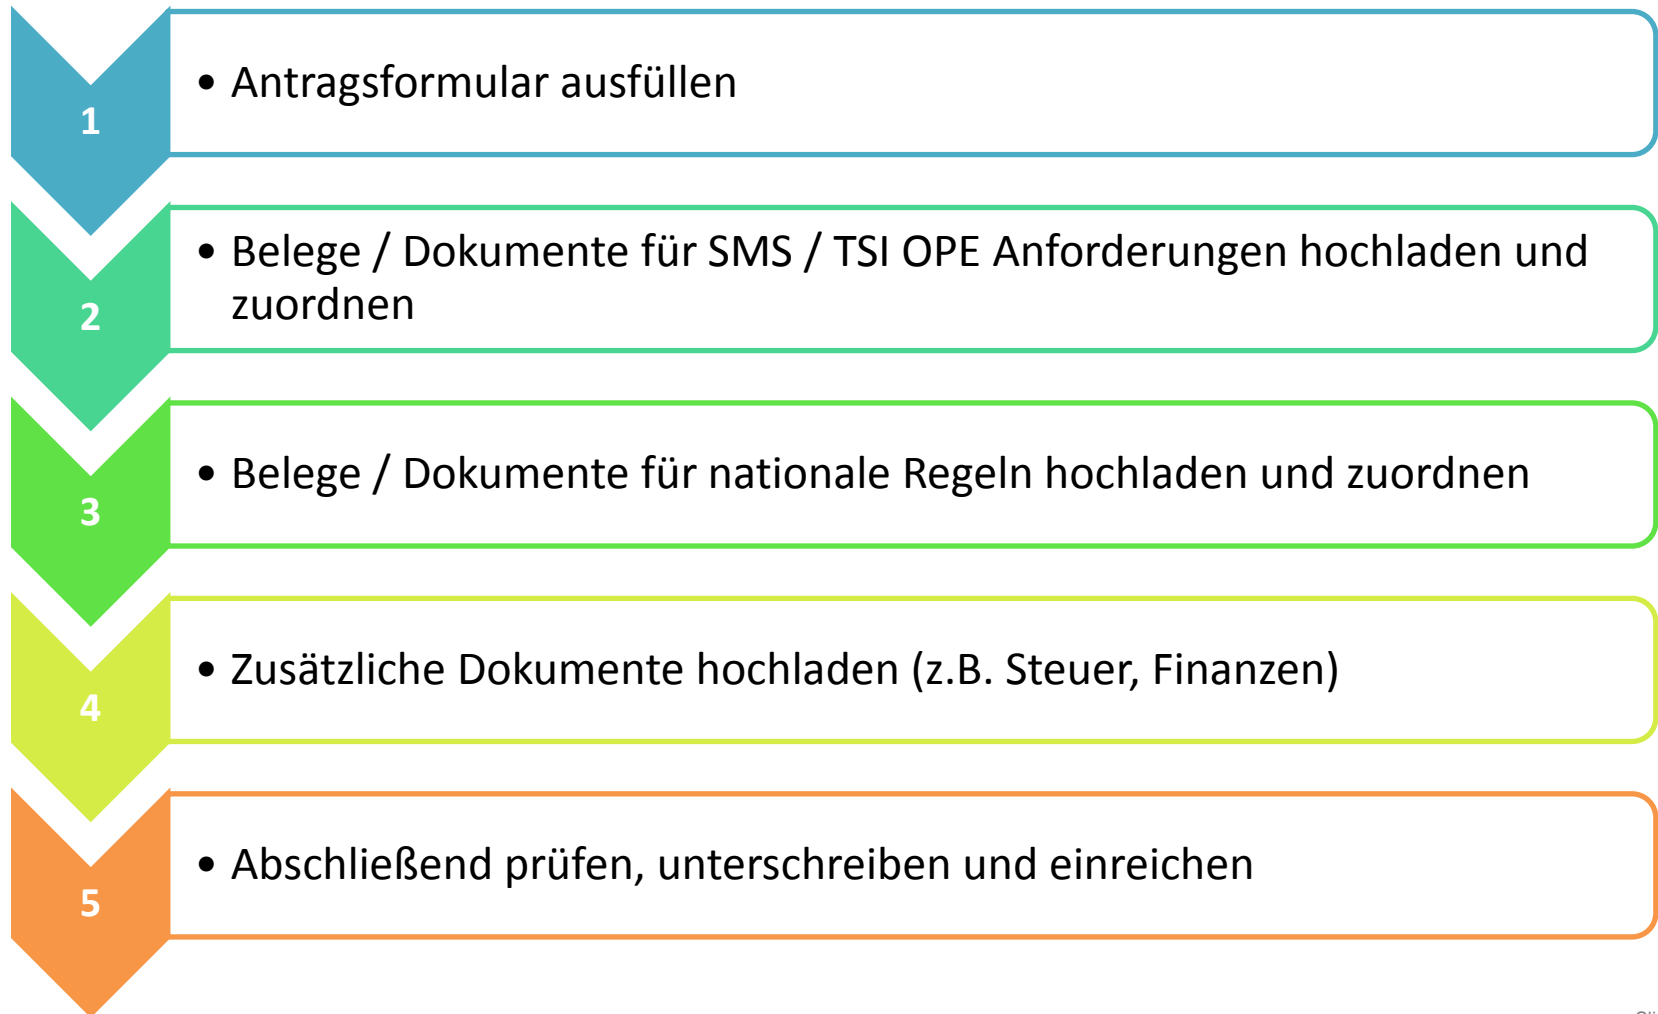 1
• Antragsformular ausfüllen
2
• Belege / Dokumente für SMS / TSI OPE Anforderungen hochladen und
zuordnen
3
• Belege / Dokumente für nationale Regeln hochladen und zuordnen
4
• Zusätzliche Dokumente hochladen (z.B. Steuer, Finanzen)
5
• Abschließend prüfen, unterschreiben und einreichen